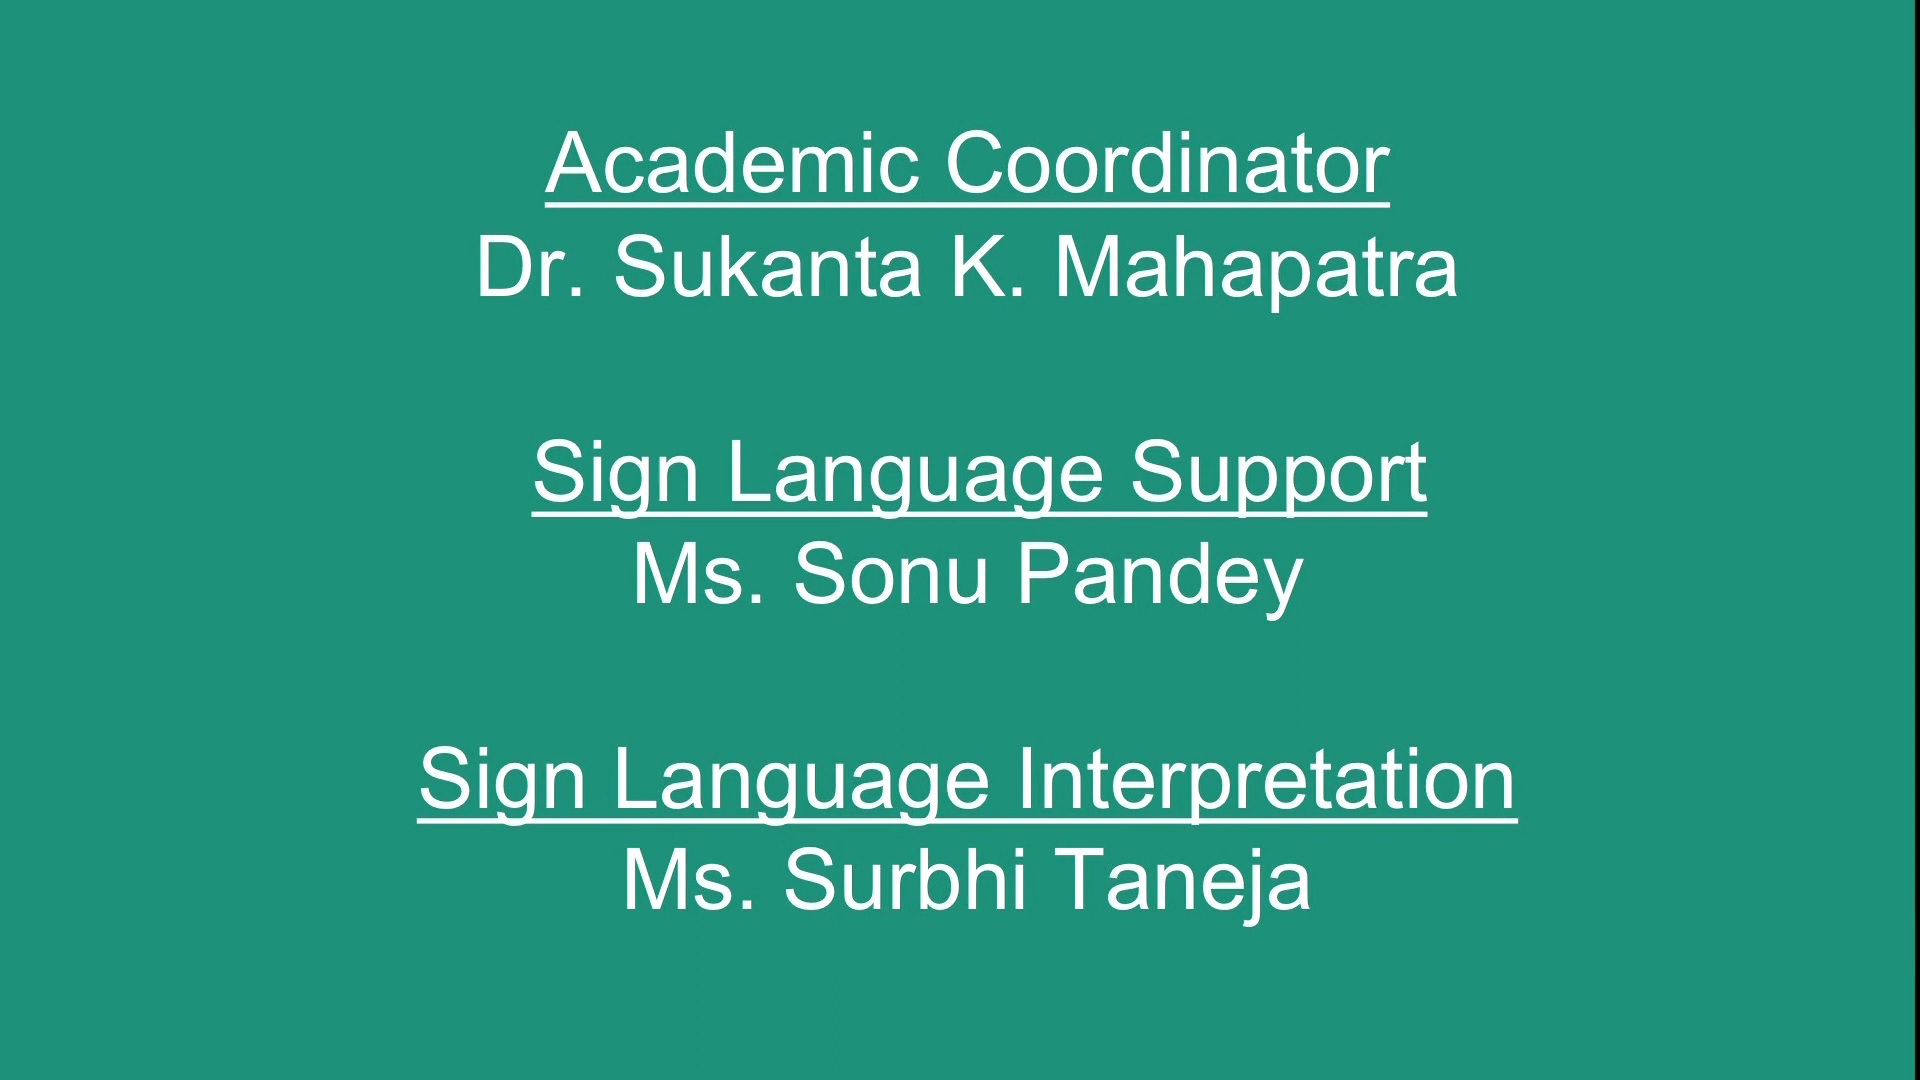 Academic Coordinator
Dr. Sukanta K. Mahapatra
Sign Language Support
Ms. Sonu Pandey
Sign Language Interpretation
Ms. Surbhi Taneja